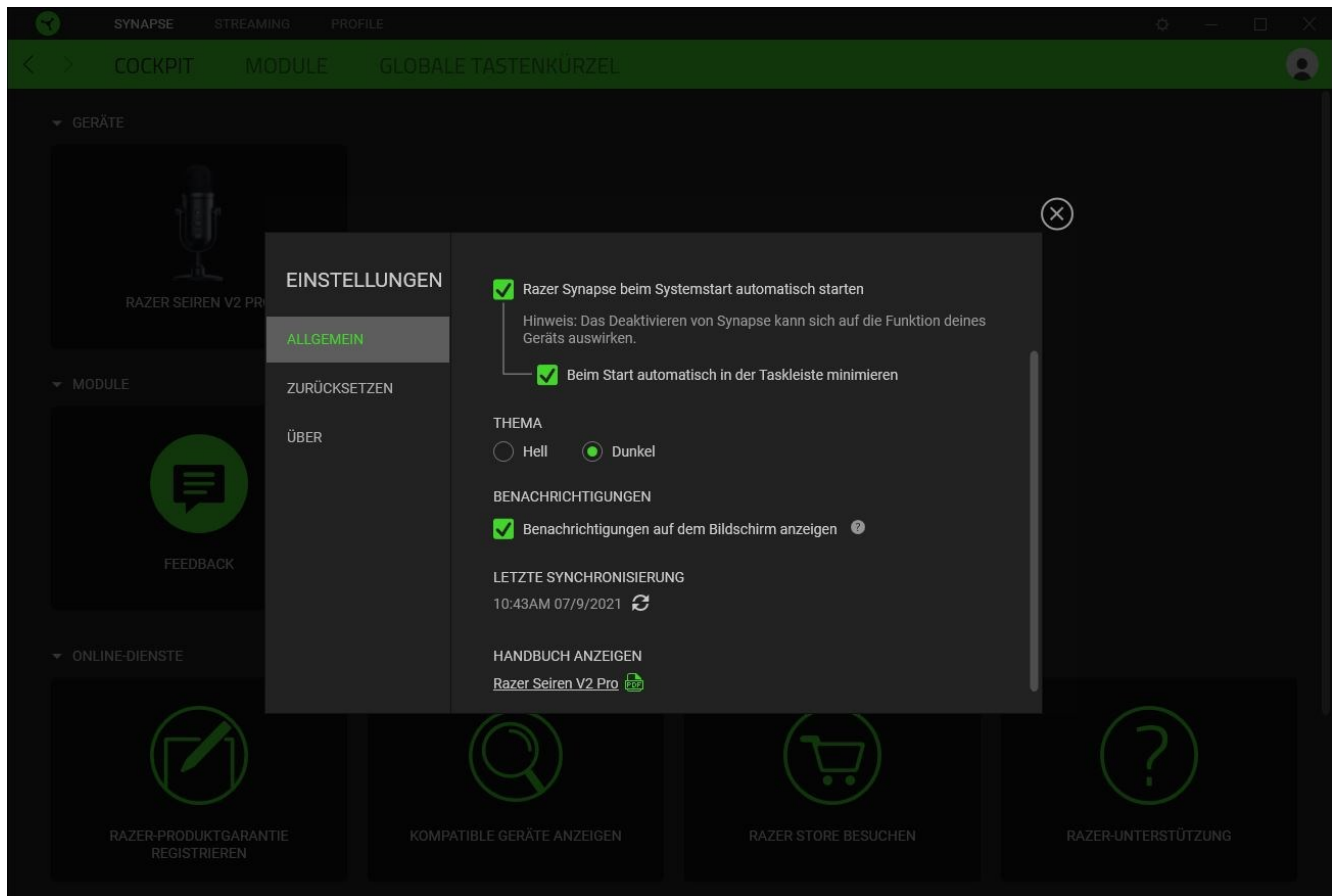 SYNAPSE STREAMING PROFILE
COCKPIT MODULE GLOBALE TASTENKÜRZEL
GERÄTE
RAZER SEIREN V2 PR
MODULE
FEEDBACK
ONLINE-DIENSTE
RAZER-PRODUKTGARANTIE
REGISTRIEREN
KOMPATIBLE GERÄTE ANZEIGEN
RAZER STORE BESUCHEN
RAZER-UNTERSTÜTZUNG
EINSTELLUNGEN
ALLGEMEIN
ZURÜCKSETZEN
ÜBER
Razer Synapse beim Systemstart automatisch starten
Hinweis: Das Deaktivieren von Synapse kann sich auf die Funktion deines
Geräts auswirken.
Beim Start automatisch in der Taskleiste minimieren
THEMA
Hell Dunkel
BENACHRICHTIGUNGEN
Benachrichtigungen auf dem Bildschirm anzeigen ?
LETZTE SYNCHRONISIERUNG
10:43AM 07/9/2021
HANDBUCH ANZEIGEN
Razer Seiren V2 Pro PDF